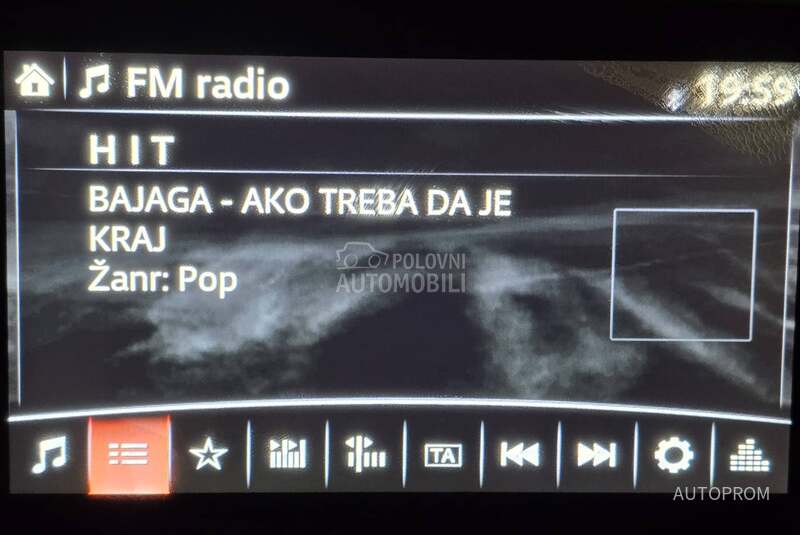 FM radio
19:59
HIT
BAJAGA - AKO TREBA DA JE
KRAJ
Žanr: Pop
POLOVNI
AUTOMOBILI
TA
AUTOPROM